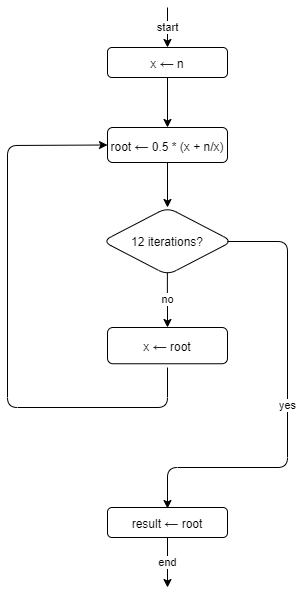 start
x ← n
root ← 0.5 * (x + n/x)
12 iterations?
no
x ← root
yes
result ← root
end